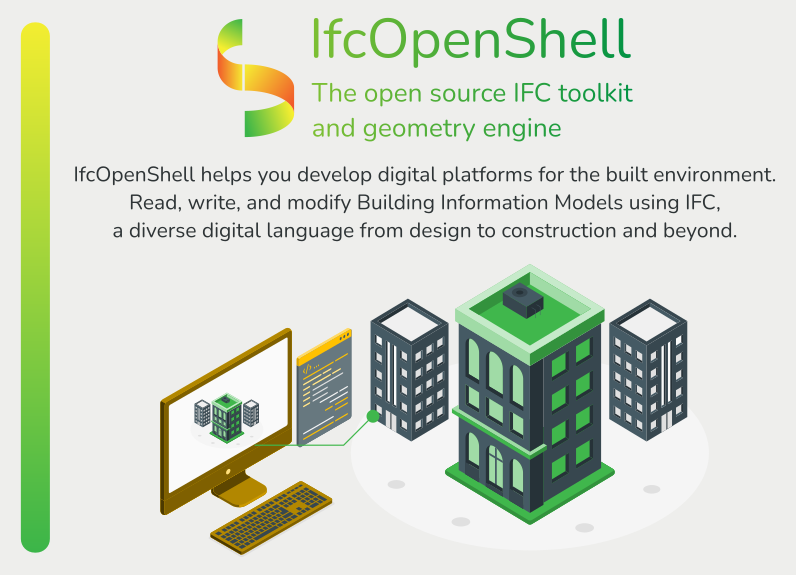 IfcOpenShell
The open source IFC toolkit
and geometry engine
IfcOpenShell helps you develop digital platforms for the built environment.
Read, write, and modify Building Information Models using IFC,
a diverse digital language from design to construction and beyond.